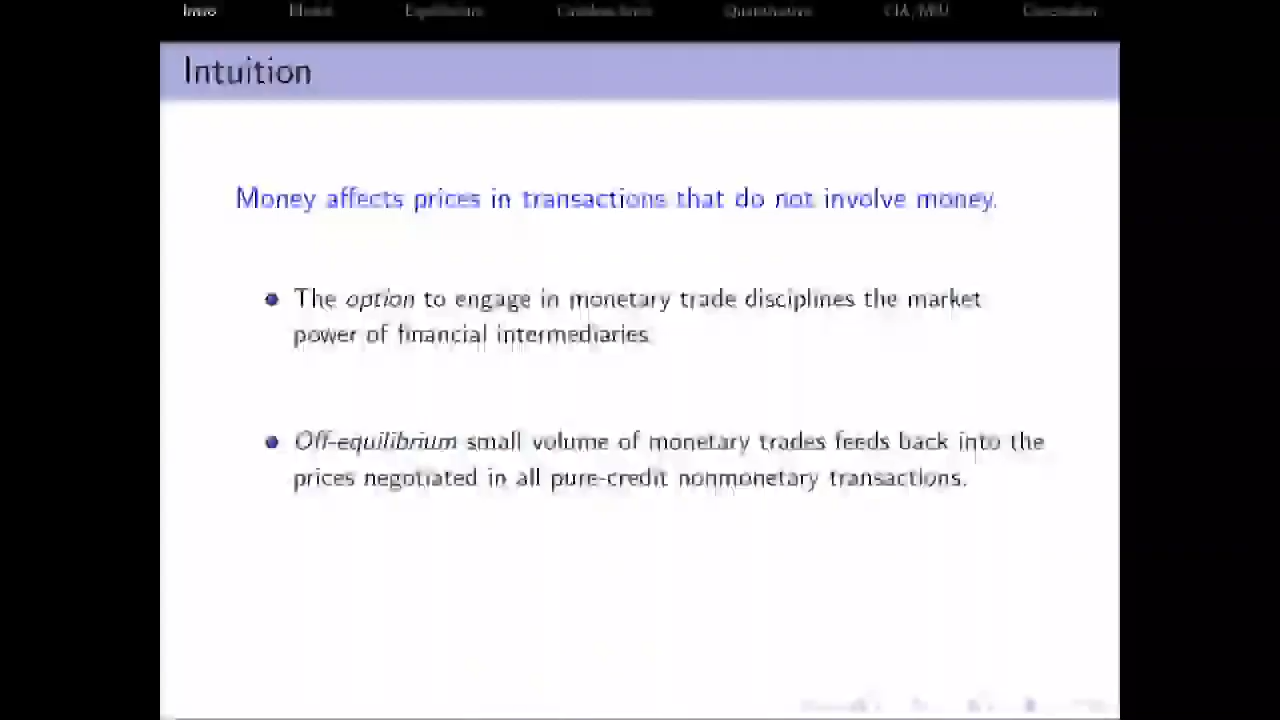 Intro Model Equilibrium Quantitative CIA/MIU Conclusion
Intuition
Money affects prices in transactions that do not involve money.
The option to engage in monetary trade disciplines the market
power of financial intermediaries.
Off-equilibrium small volume of monetary trades feeds back into the
prices negotiated in all pure-credit nonmonetary transactions.